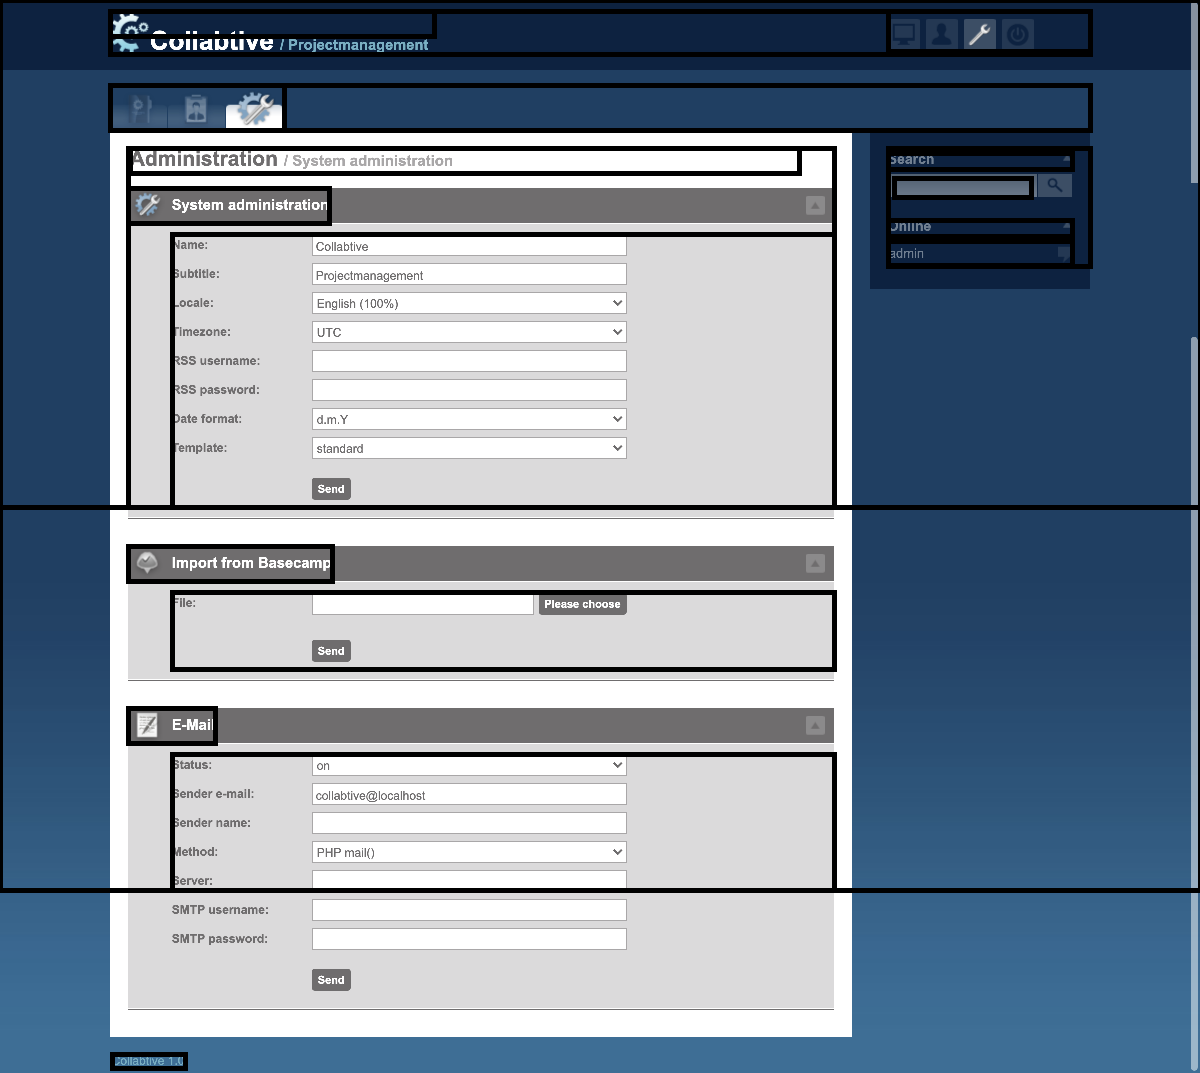 Collabtive / Projectmanagement
Administration / System administration
Search
System administration
Name: Collabtive
Online
Subtitle: Projectmanagement
admin
Locale: English (100%)
Timezone: UTC
RSS username:
RSS password:
Date format: d.m.Y
Template: standard
Send
Import from Basecamp
File: Please choose
Send
E-Mail
Status: on
Sender e-mail: collabtive@localhost
Sender name:
Method: PHP mail()
Server:
SMTP username:
SMTP password:
Send
Collabtive 1.0